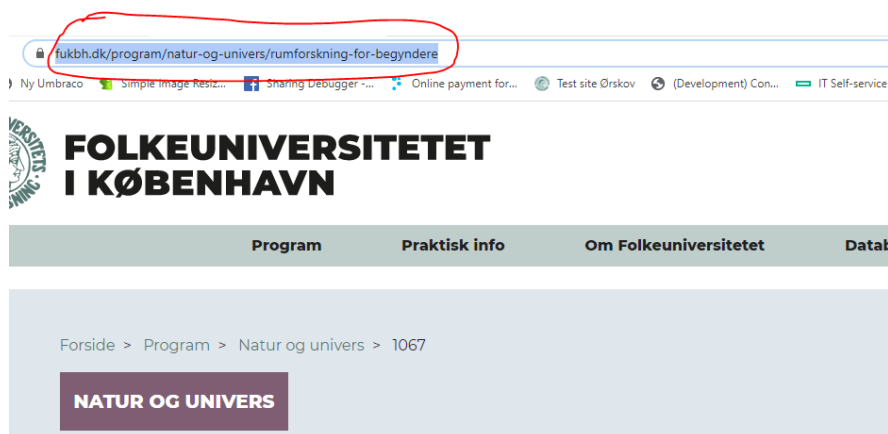 fukbh.dk/program/natur-og-univers/rumforskning-for-begyndere
Ny Umbraco Simple Image Resiz... Sharing Debugger -... Online payment for... Test site Ørskov (Development) Con... IT Self-service
FOLKEUNIVERSITETET
I KØBENHAVN
Program Praktisk info Om Folkeuniversitetet Datab
Forside > Program > Natur og univers > 1067
NATUR OG UNIVERS